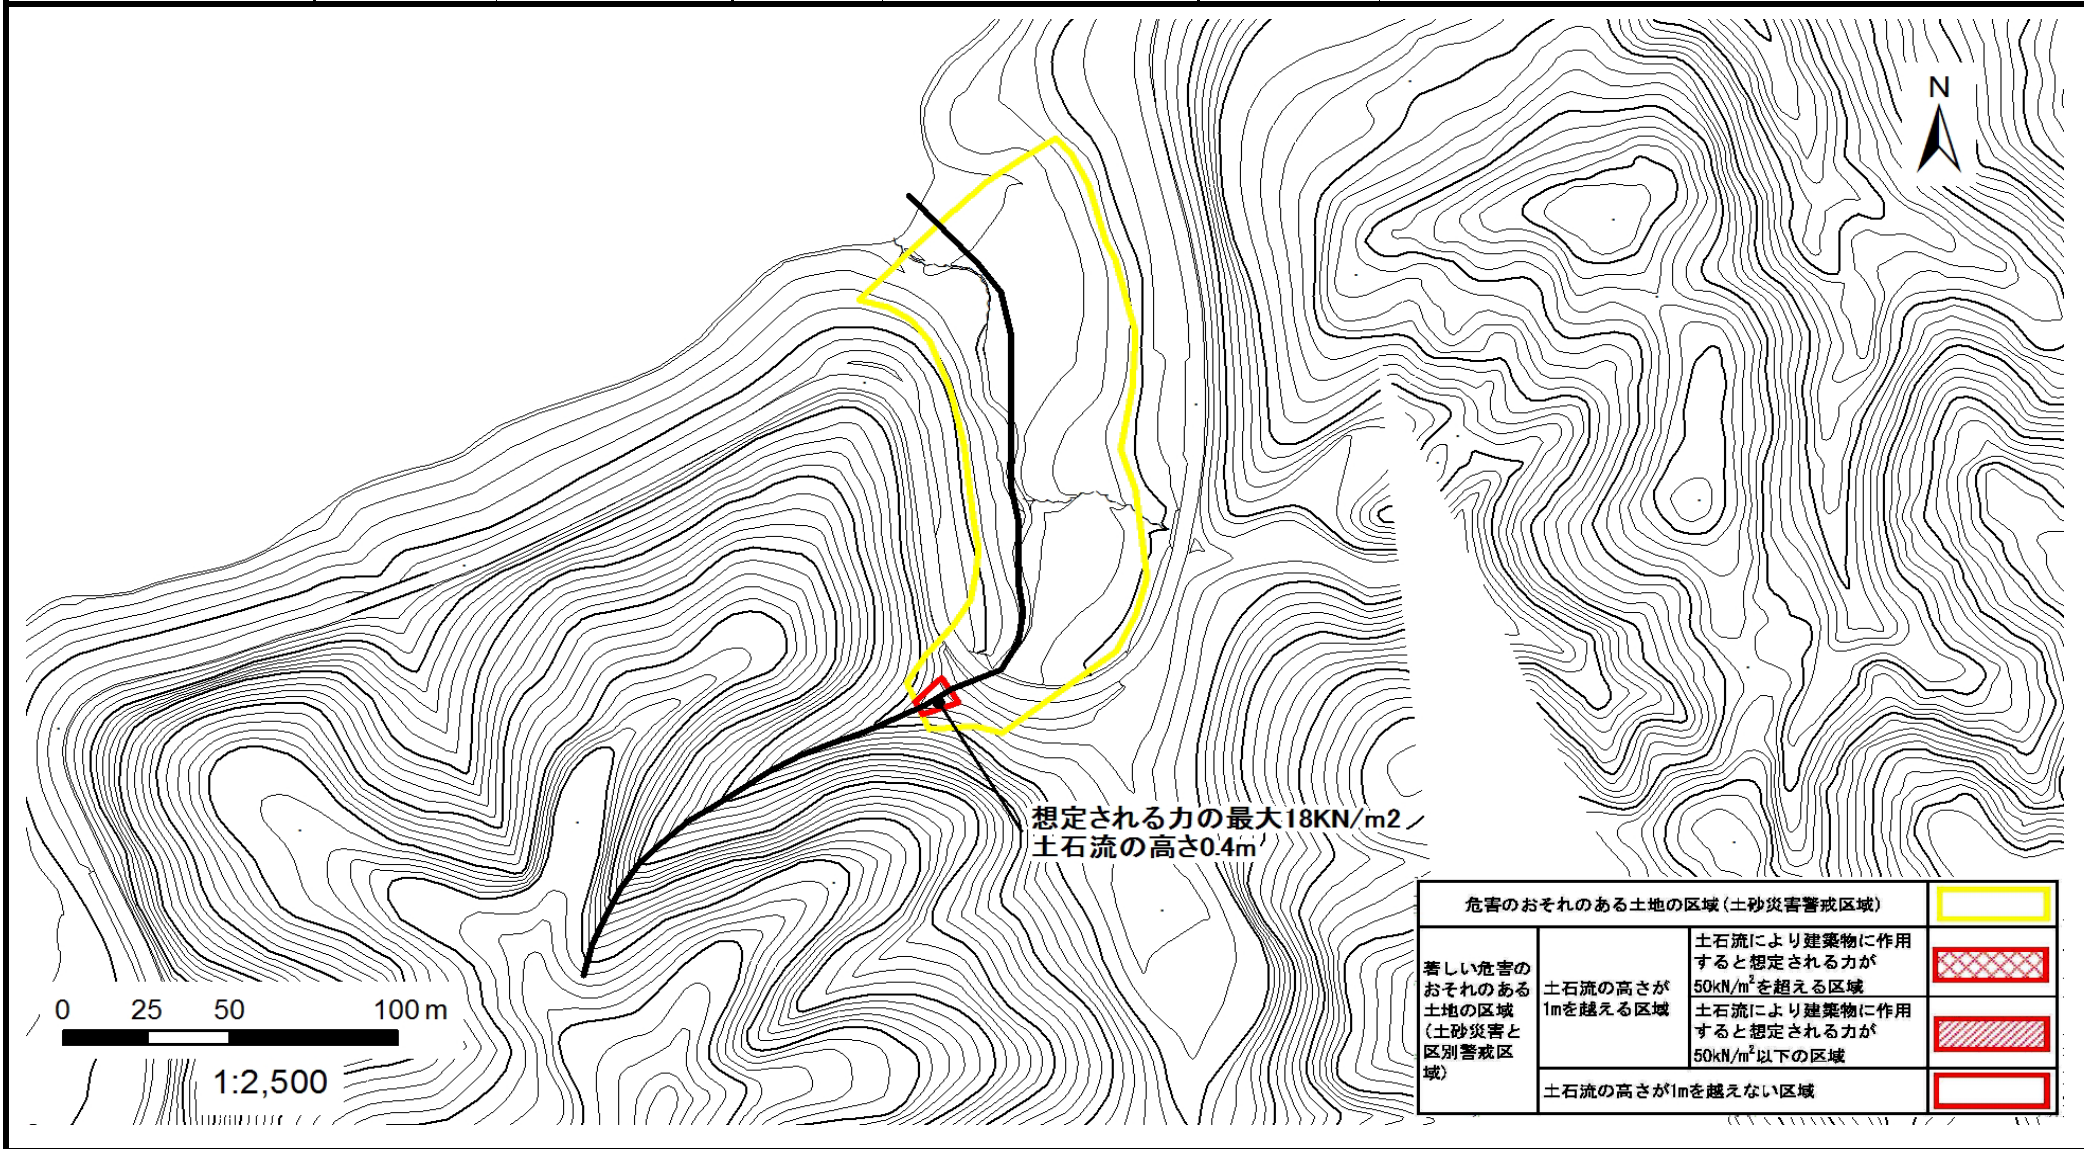 N
想定される力の最大18KN/m2
土石流の高さ0.4m
0 25 50 100 m
1:2,500
危害のおそれのある土地の区域(土砂災害警戒区域)
著しい危害の
おそれのある
土地の区域
(土砂災害と
区別警戒区
域)
土石流の高さが
1mを越える区域
土石流により建築物に作用
すると想定される力が
50kN/m²を超える区域
土石流により建築物に作用
すると想定される力が
50kN/m²以下の区域
土石流の高さが1mを越えない区域